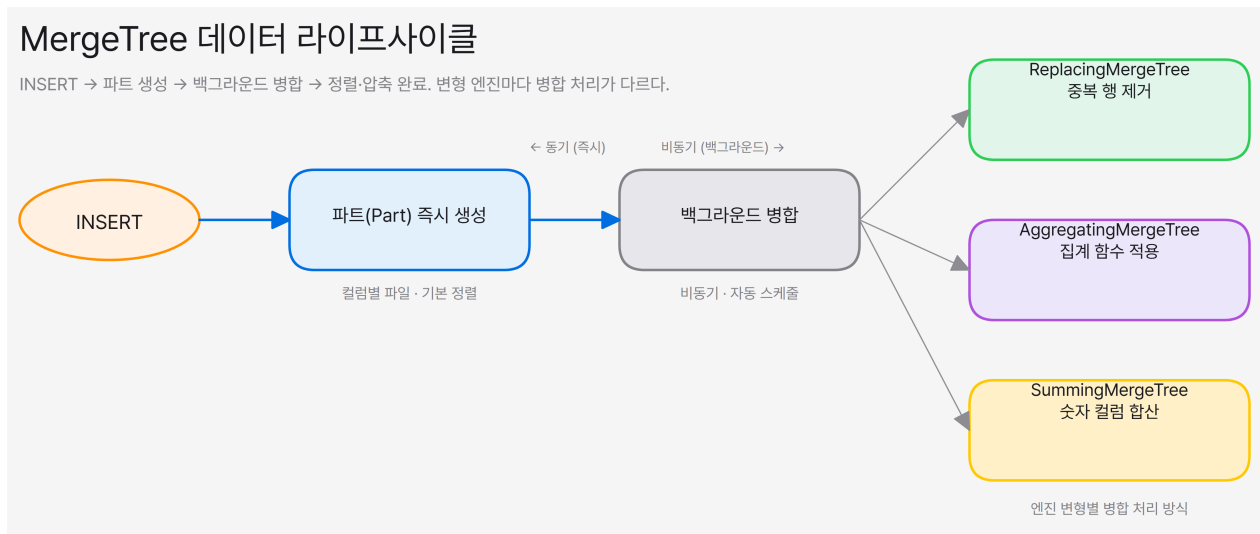 MergeTree 데이터 라이프사이클
INSERT → 파트 생성 → 백그라운드 병합 → 정렬·압축 완료. 변형 엔진마다 병합 처리가 다르다.
← 동기 (즉시)
비동기 (백그라운드) →
INSERT
파트(Part) 즉시 생성
컬럼별 파일 · 기본 정렬
백그라운드 병합
비동기 · 자동 스케줄
ReplacingMergeTree
중복 행 제거
AggregatingMergeTree
집계 함수 적용
SummingMergeTree
숫자 컬럼 합산
엔진 변형별 병합 처리 방식